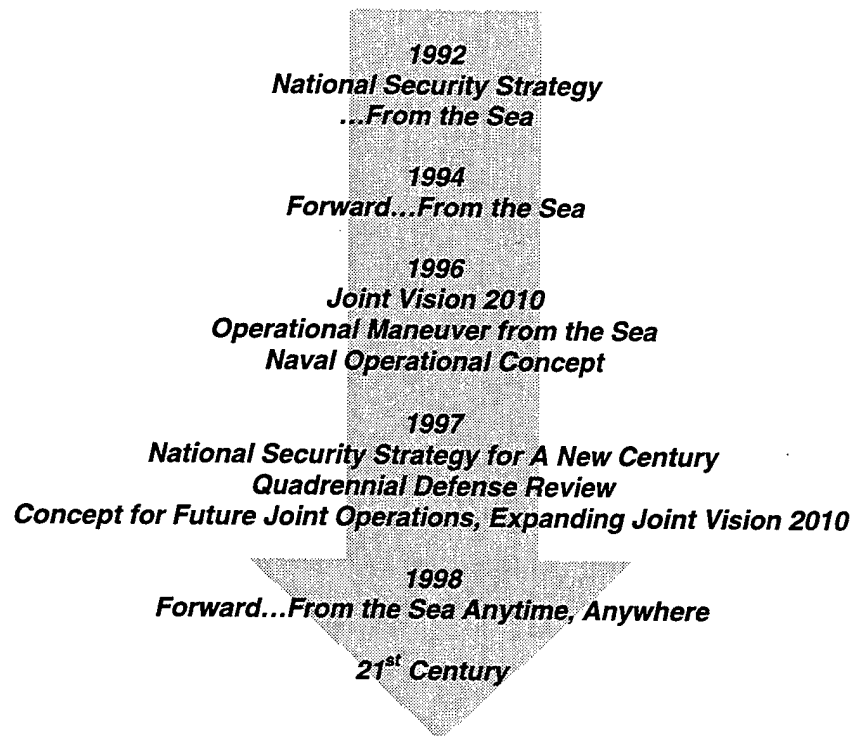 1992
National Security Strategy
...From the Sea
1994
Forward...From the Sea
1996
Joint Vision 2010
Operational Maneuver from the Sea
Naval Operational Concept
1997
National Security Strategy for A New Century
Quadrennial Defense Review
Concept for Future Joint Operations, Expanding Joint Vision 2010
1998
Forward...From the Sea Anytime, Anywhere
21st Century